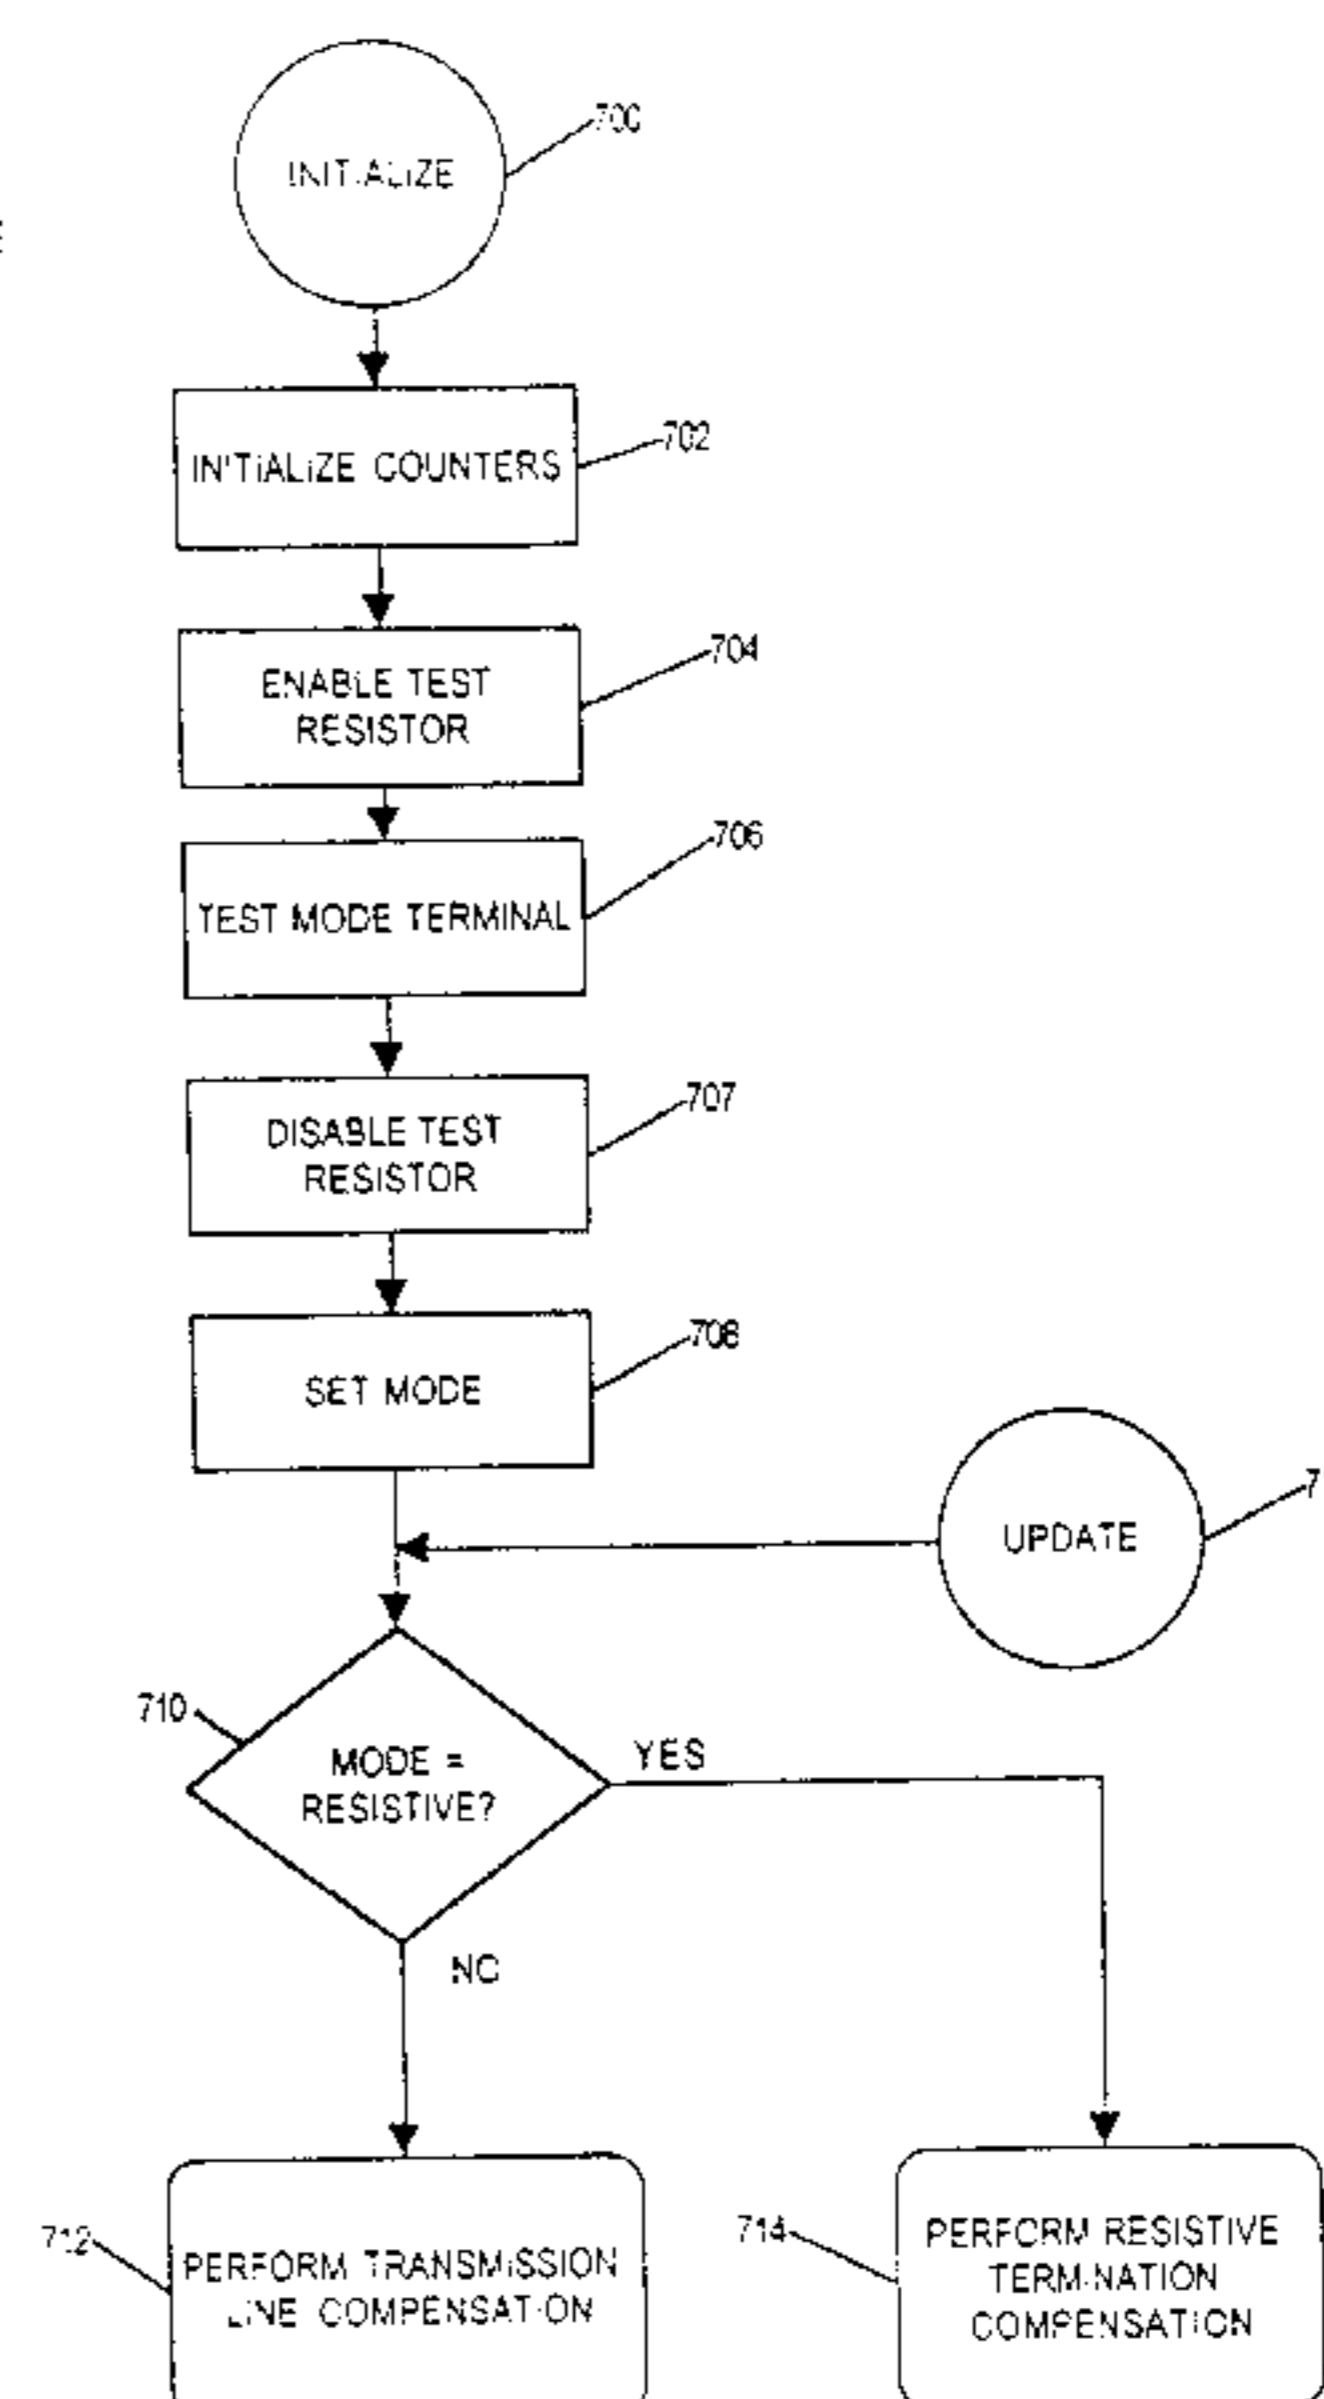 700
INITIALIZE
702
INITIALIZE COUNTERS
704
ENABLE TEST
RESISTOR
706
TEST MODE TERMINAL
707
DISABLE TEST
RESISTOR
708
SET MODE
UPDATE
710
MODE =
RESISTIVE?
YES
NO
712
PERFORM TRANSMISSION
LINE COMPENSATION
714
PERFORM RESISTIVE
TERMINATION
COMPENSATION